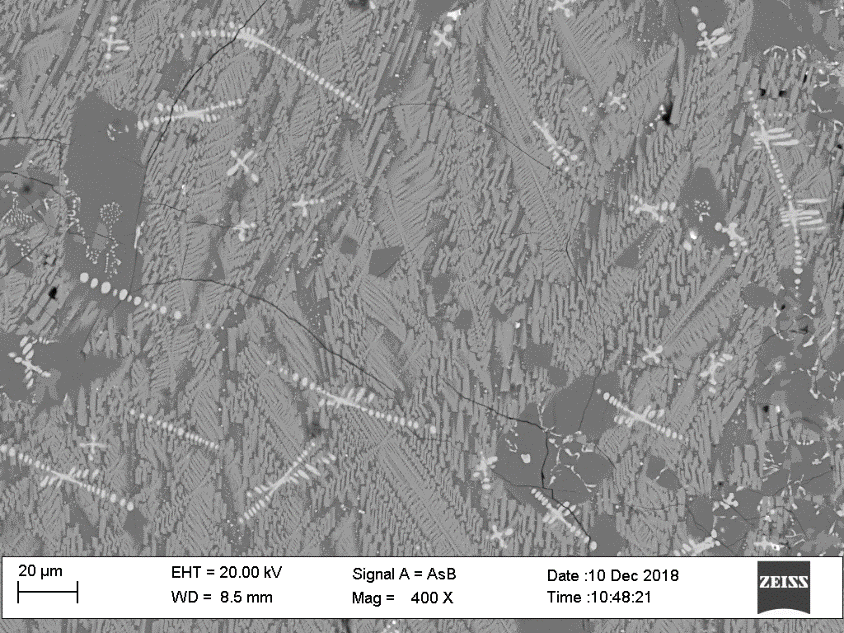 20 µm
EHT = 20.00 kV
Signal A = AsB
Date :10 Dec 2018
ZEISS
WD = 8.5 mm
Mag = 400 X
Time :10:48:21